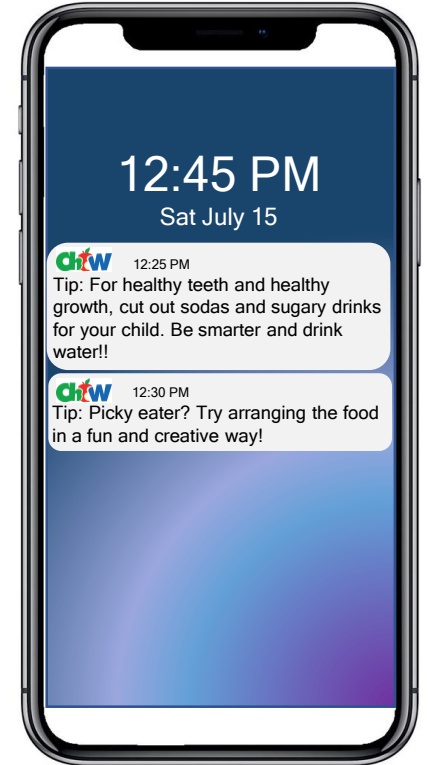 12:45 PM
Sat July 15
CHW 12:25 PM
Tip: For healthy teeth and healthy
growth, cut out sodas and sugary drinks
for your child. Be smarter and drink
water!!
CHW 12:30 PM
Tip: Picky eater? Try arranging the food
in a fun and creative way!